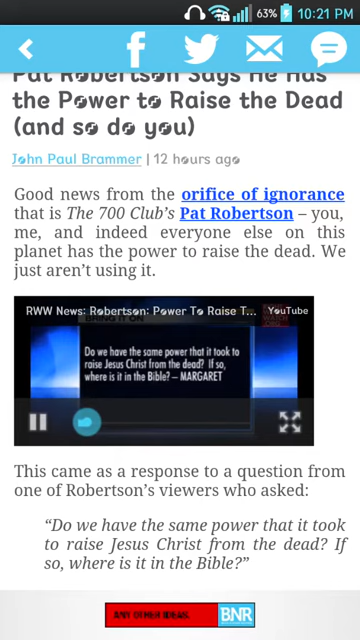 63% 10:21 PM
Pat Robertson Says He Has
the Power to Raise the Dead
(and so do you)
John Paul Brammer | 12 hours ago
Good news from the orifice of ignorance
that is The 700 Club's Pat Robertson – you,
me, and indeed everyone else on this
planet has the power to raise the dead. We
just aren't using it.
RWW News: Robertson: Power To Raise T... YouTube
BRING IT ON
Do we have the same power that it took to
raise Jesus Christ from the dead? If so,
where is it in the Bible? – MARGARET
This came as a response to a question from
one of Robertson's viewers who asked:
“Do we have the same power that it took
to raise Jesus Christ from the dead? If
so, where is it in the Bible?”
ANY OTHER IDEAS. BNR